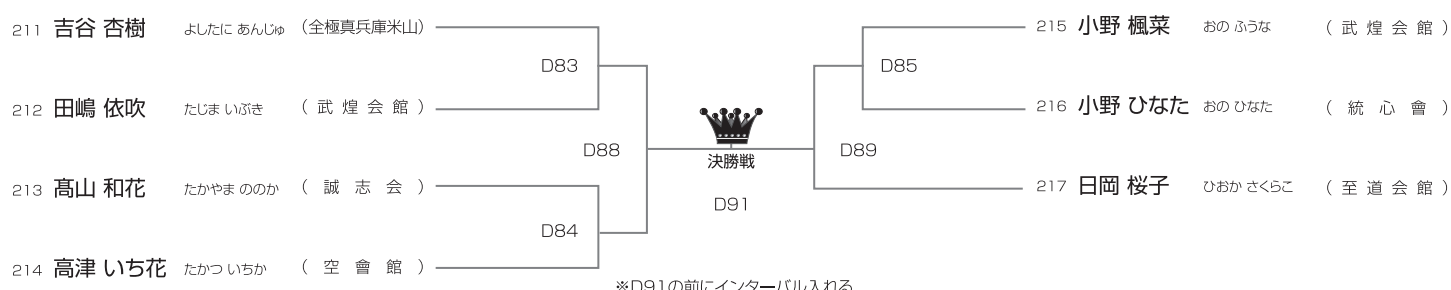 211 吉谷 杏樹 よしたに あんじゅ （全極真兵庫米山）
D83
212 田嶋 依吹 たじま いぶき （武煌会館）
D88
213 髙山 和花 たかやま ののか （誠志会）
D84
214 高津 いち花 たかつ いちか （空會館）
決勝戦
D91
※D91の前にインターバル入れる
215 小野 楓菜 おの ふうな （武煌会館）
D85
216 小野 ひなた おの ひなた （統心會）
D89
217 日岡 桜子 ひおか さくらこ （至道会館）